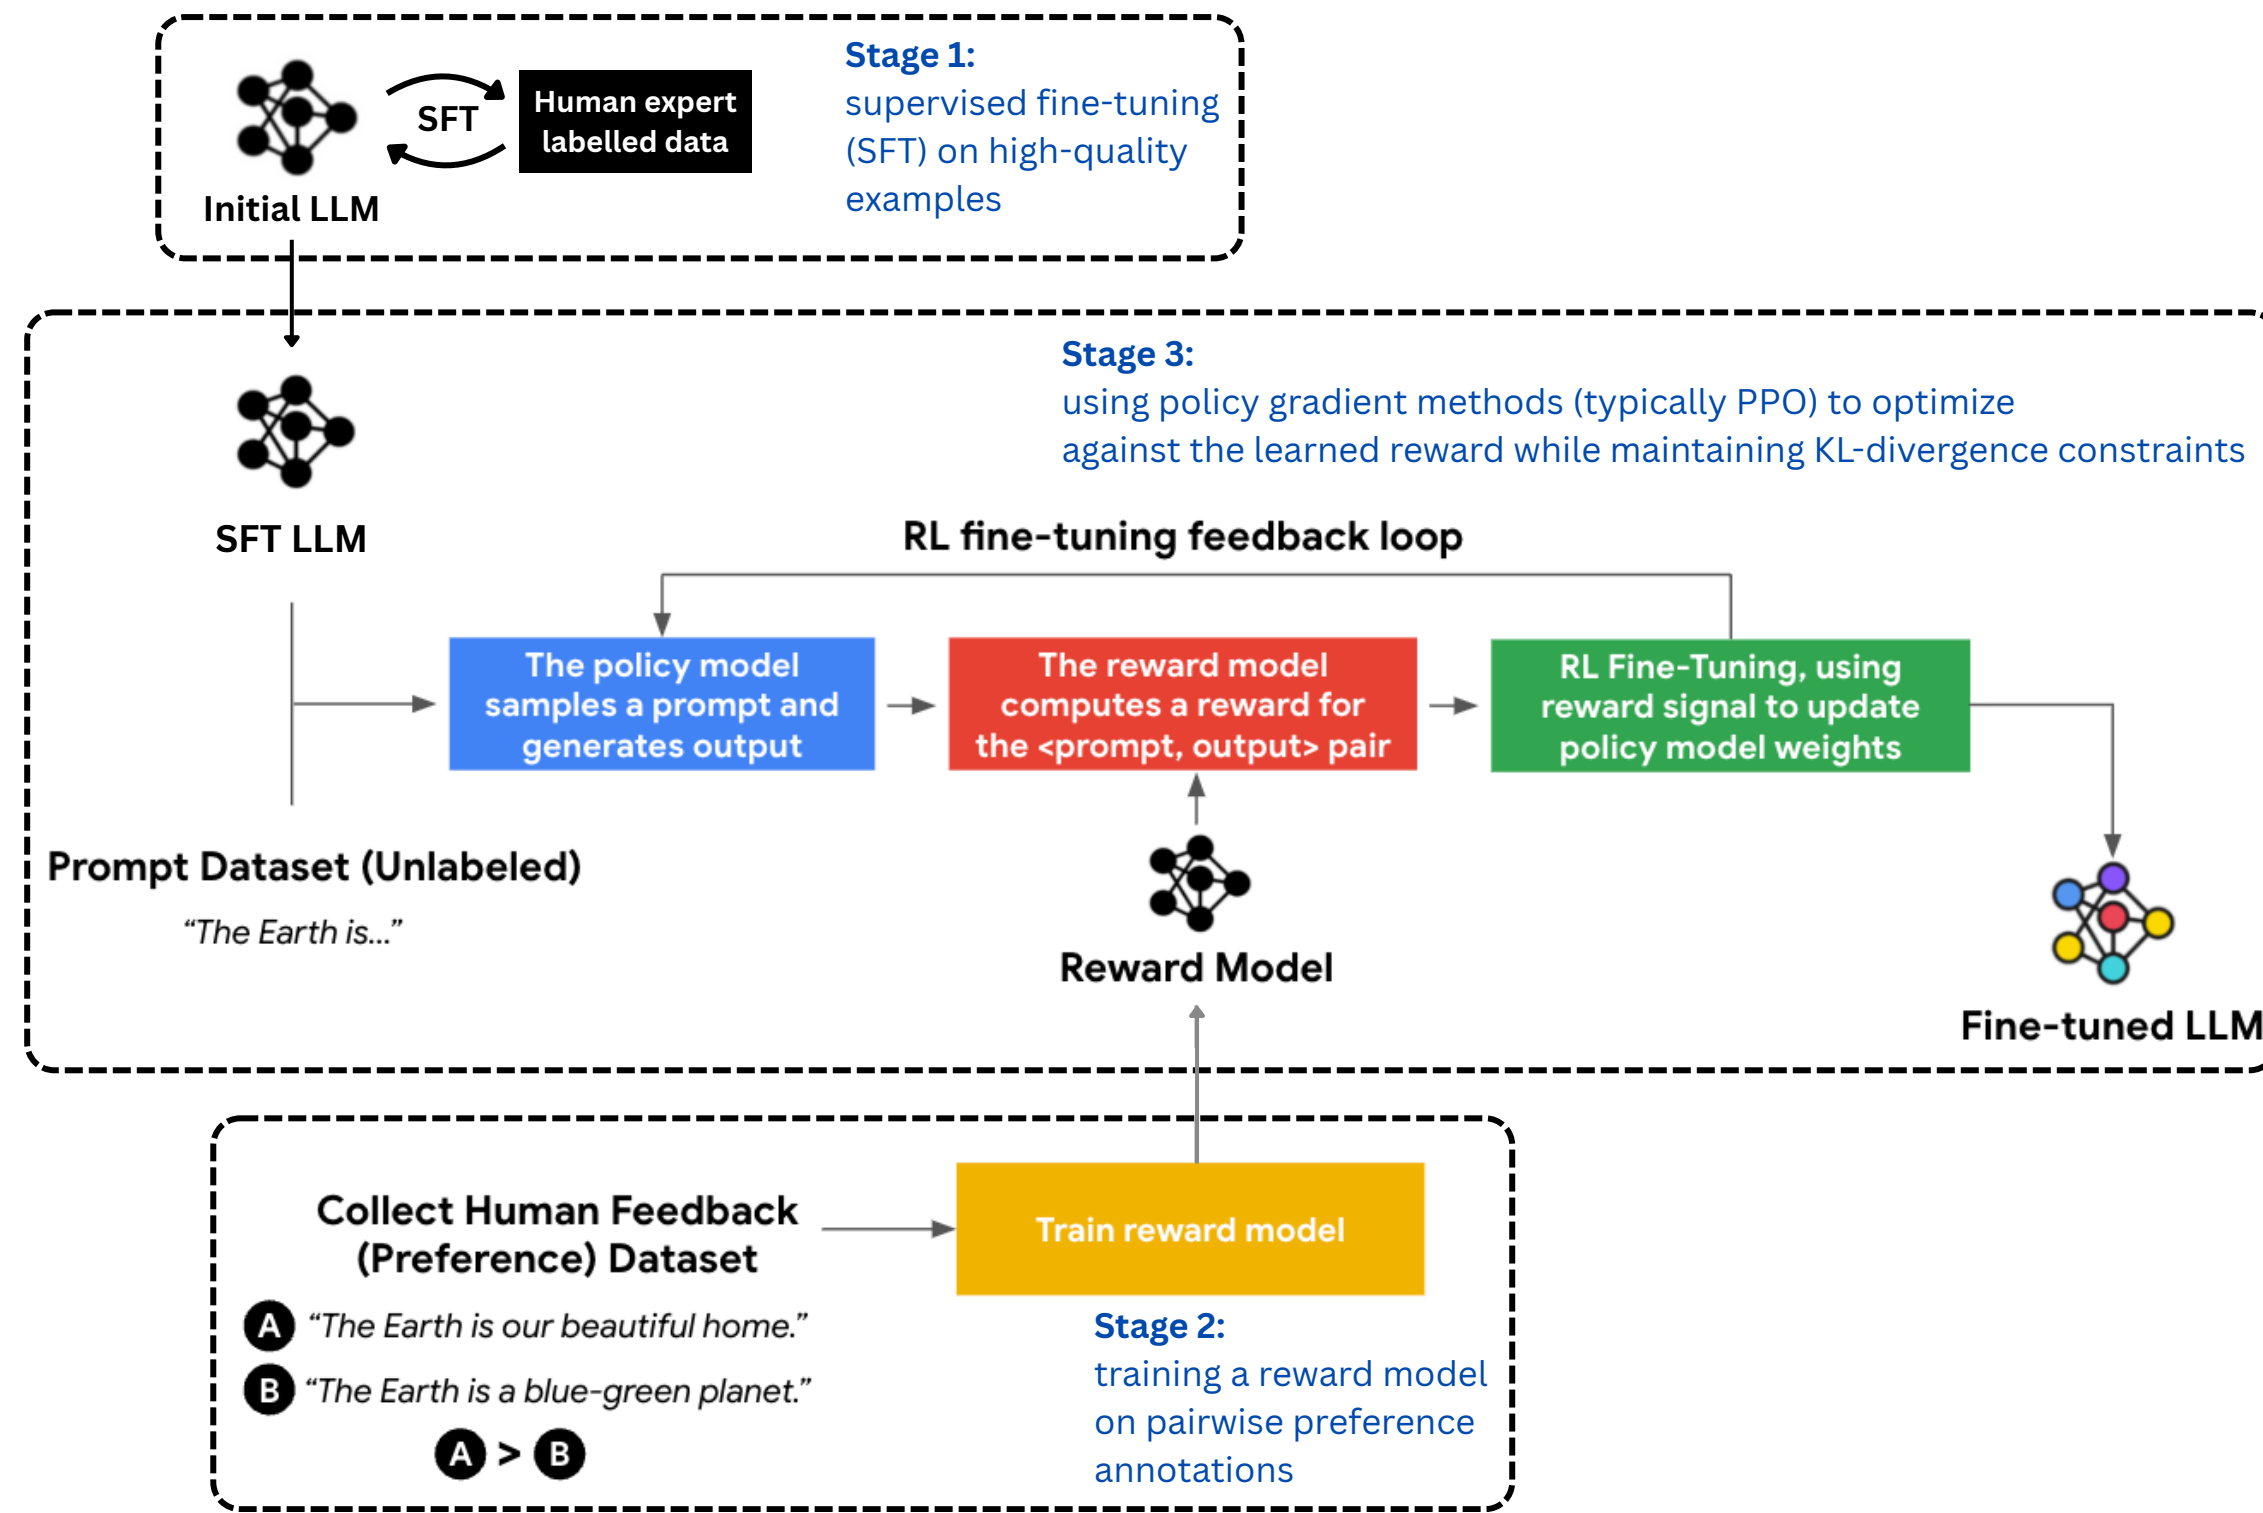 Stage 1:
supervised fine-tuning
(SFT) on high-quality
examples
SFT
Human expert
labelled data
Initial LLM
Stage 3:
using policy gradient methods (typically PPO) to optimize
against the learned reward while maintaining KL-divergence constraints
SFT LLM
RL fine-tuning feedback loop
The policy model
samples a prompt and
generates output
The reward model
computes a reward for
the <prompt, output> pair
RL Fine-Tuning, using
reward signal to update
policy model weights
Prompt Dataset (Unlabeled)
“The Earth is...”
Reward Model
Fine-tuned LLM
Collect Human Feedback
(Preference) Dataset
Train reward model
A “The Earth is our beautiful home.”
B “The Earth is a blue-green planet.”
A > B
Stage 2:
training a reward model
on pairwise preference
annotations